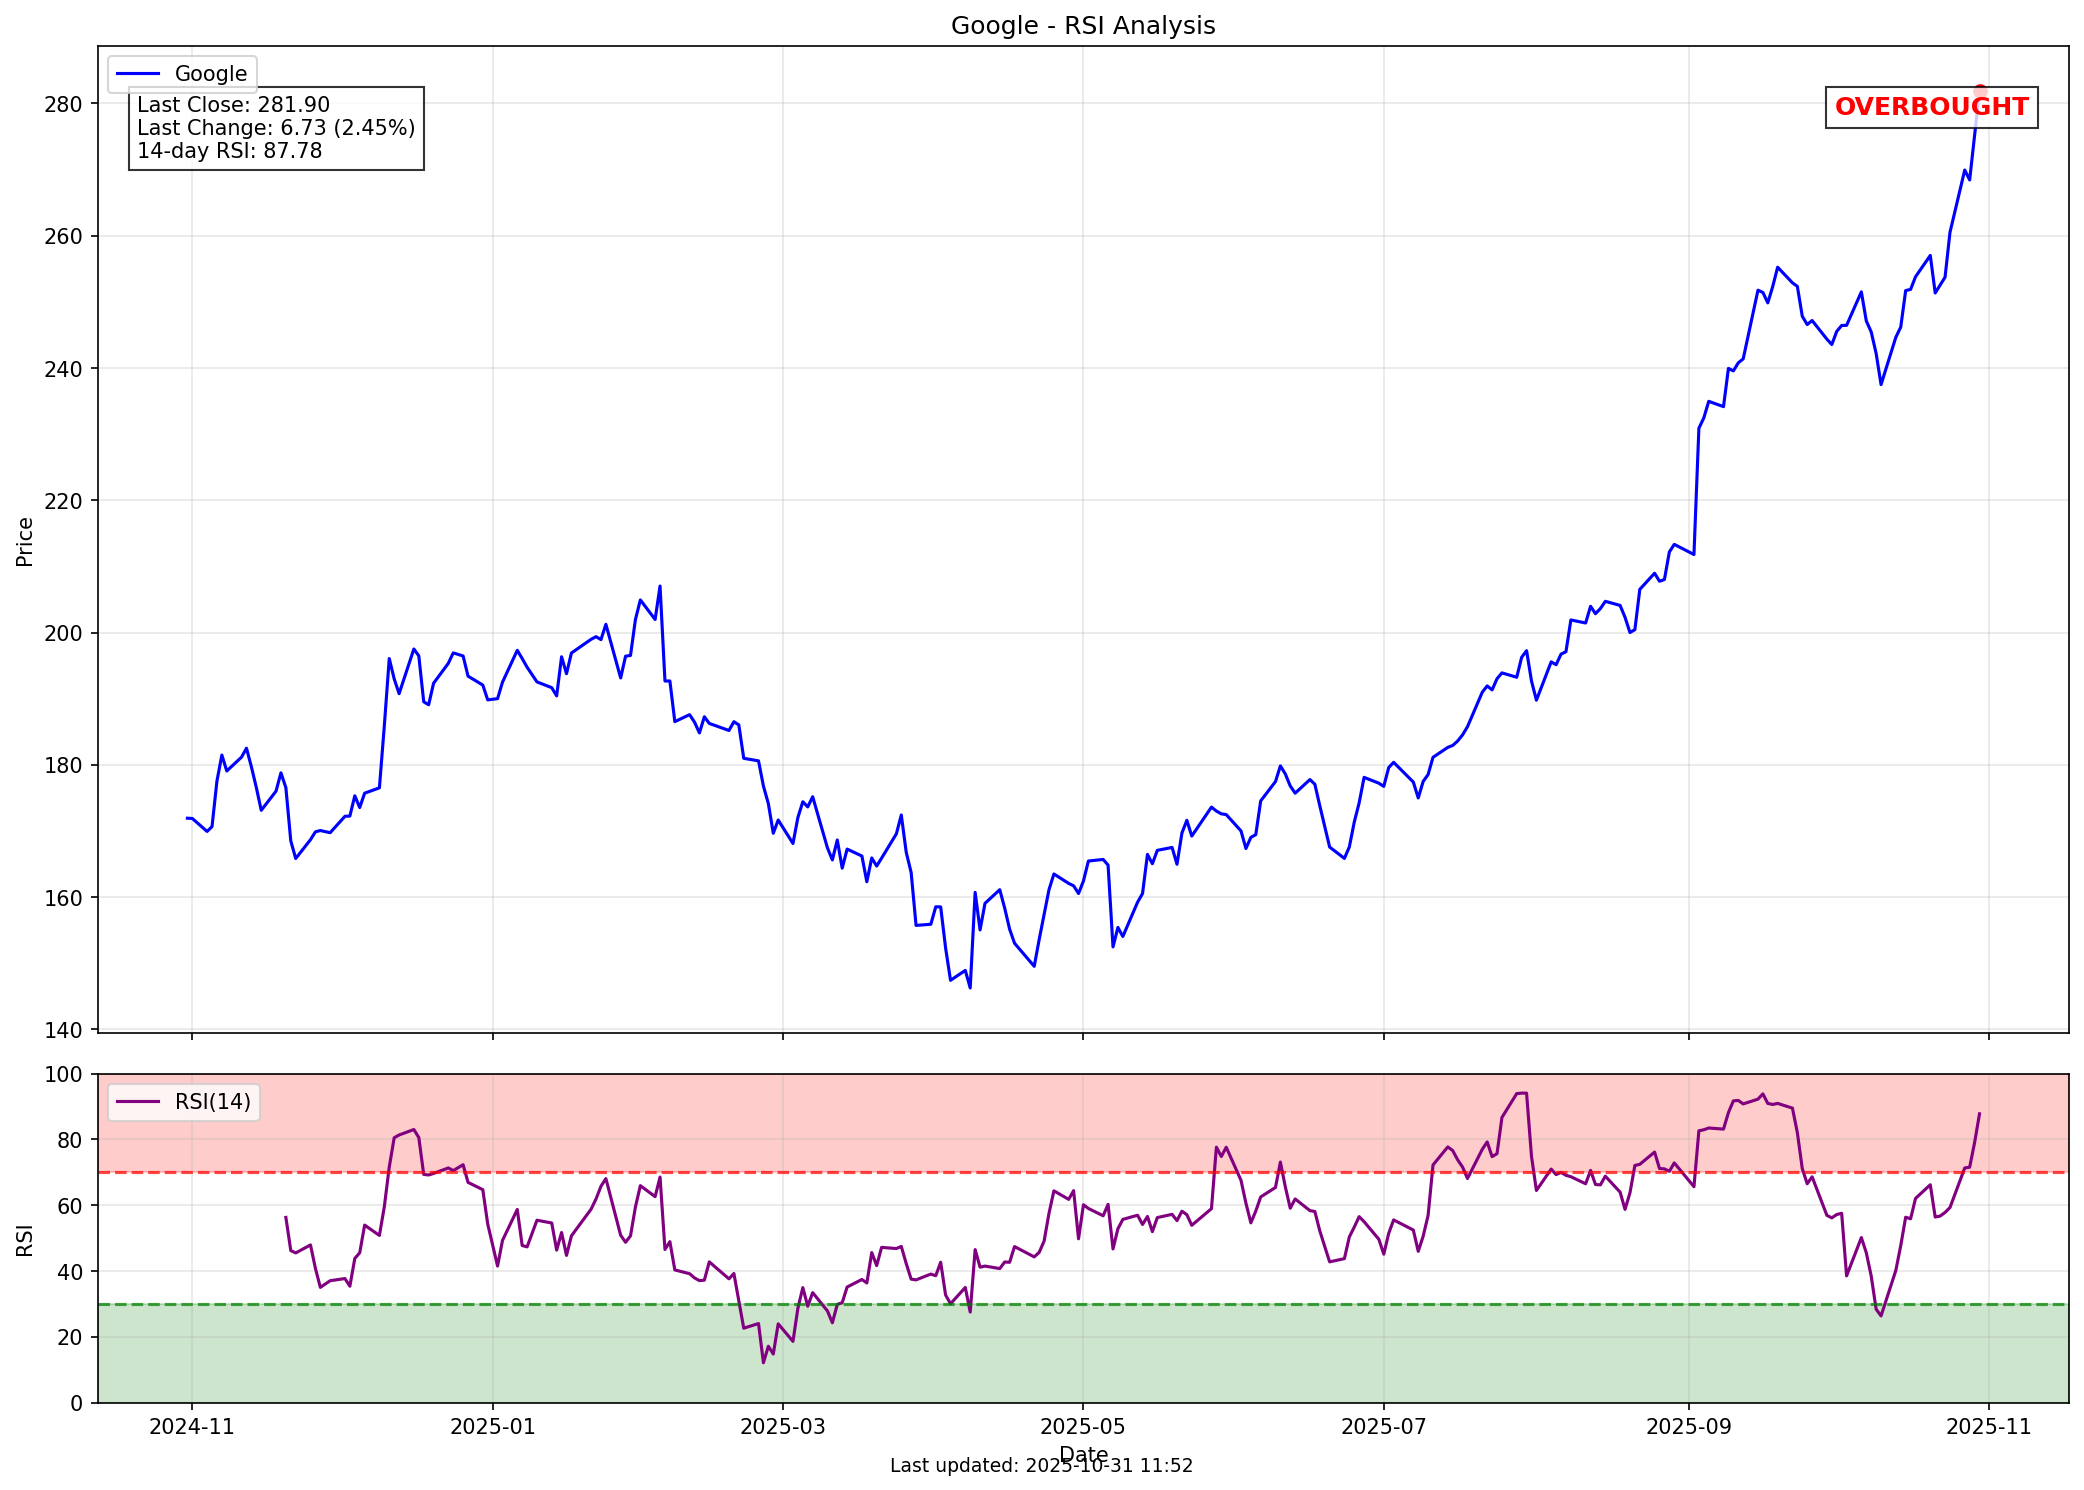 Google - RSI Analysis
Google
Last Close: 281.90
Last Change: 6.73 (2.45%)
14-day RSI: 87.78
OVERBOUGHT
280
260
240
220
200
180
160
140
Price
RSI(14)
100
80
60
40
20
0
RSI
2024-11 2025-01 2025-03 2025-05 2025-07 2025-09 2025-11
Date
Last updated: 2025-10-31 11:52